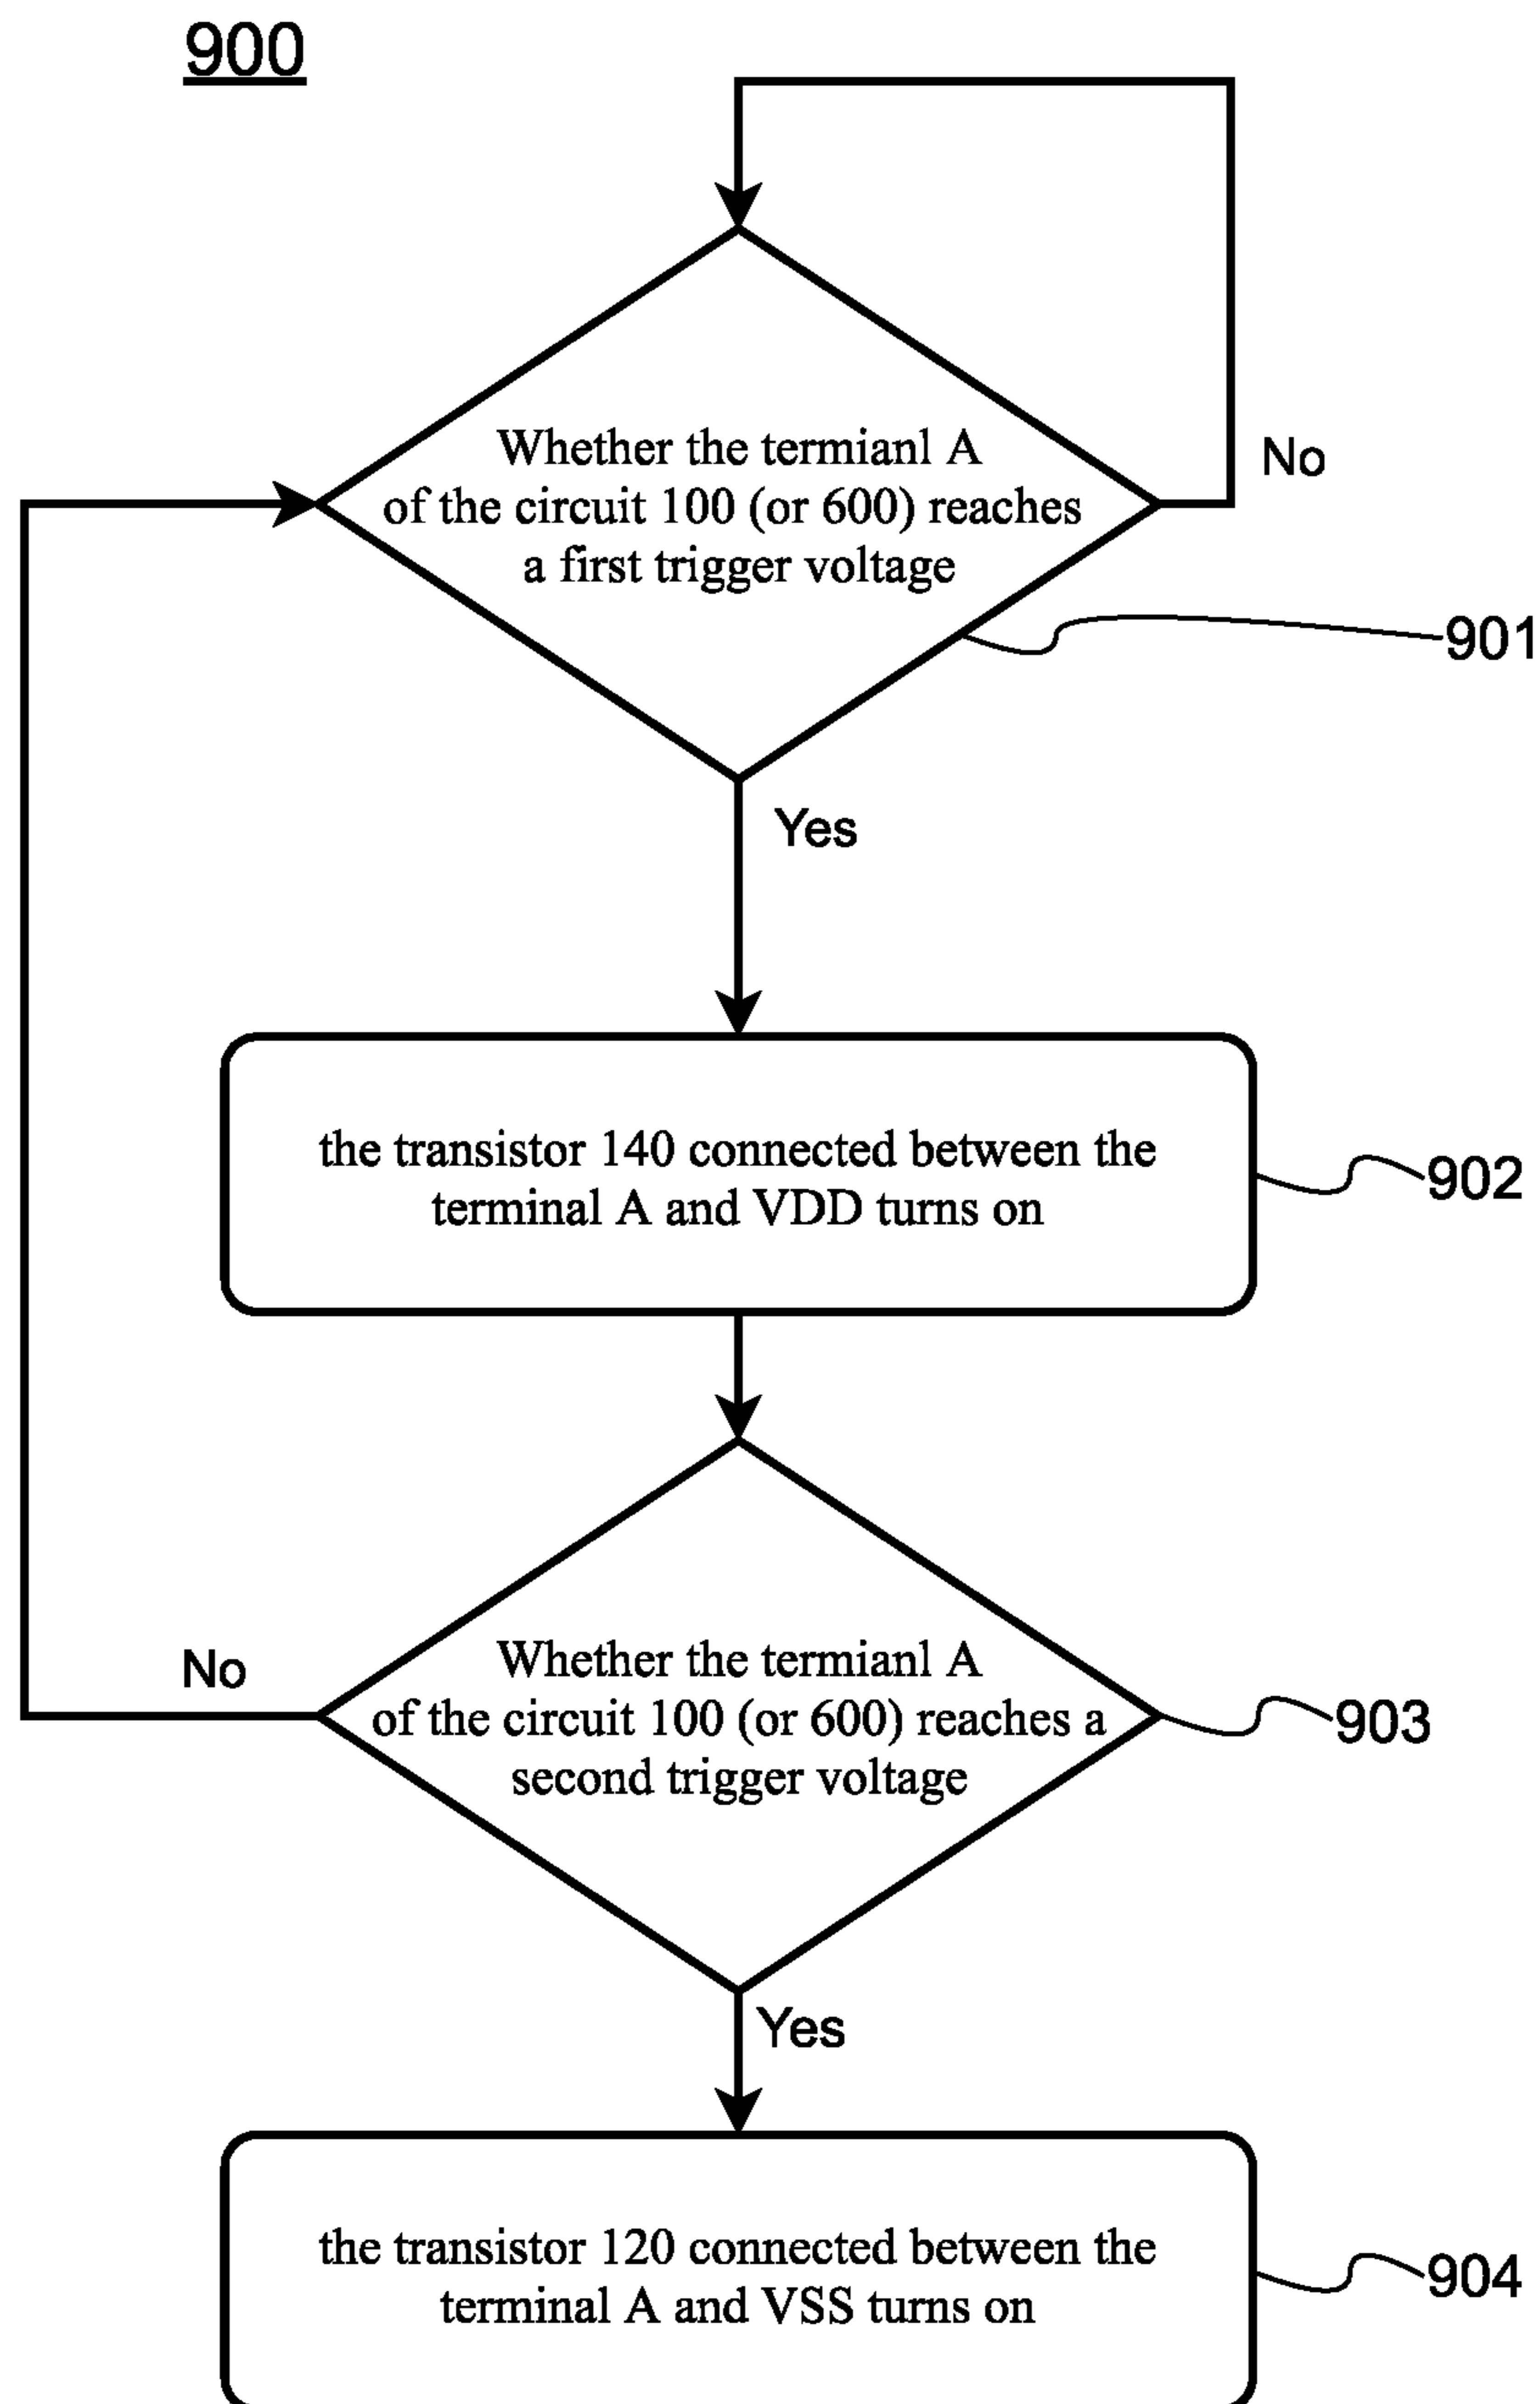 900
Whether the termianl A
of the circuit 100 (or 600) reaches
a first trigger voltage
No
901
Yes
the transistor 140 connected between the
terminal A and VDD turns on
902
Whether the termianl A
of the circuit 100 (or 600) reaches a
second trigger voltage
No
903
Yes
the transistor 120 connected between the
terminal A and VSS turns on
904